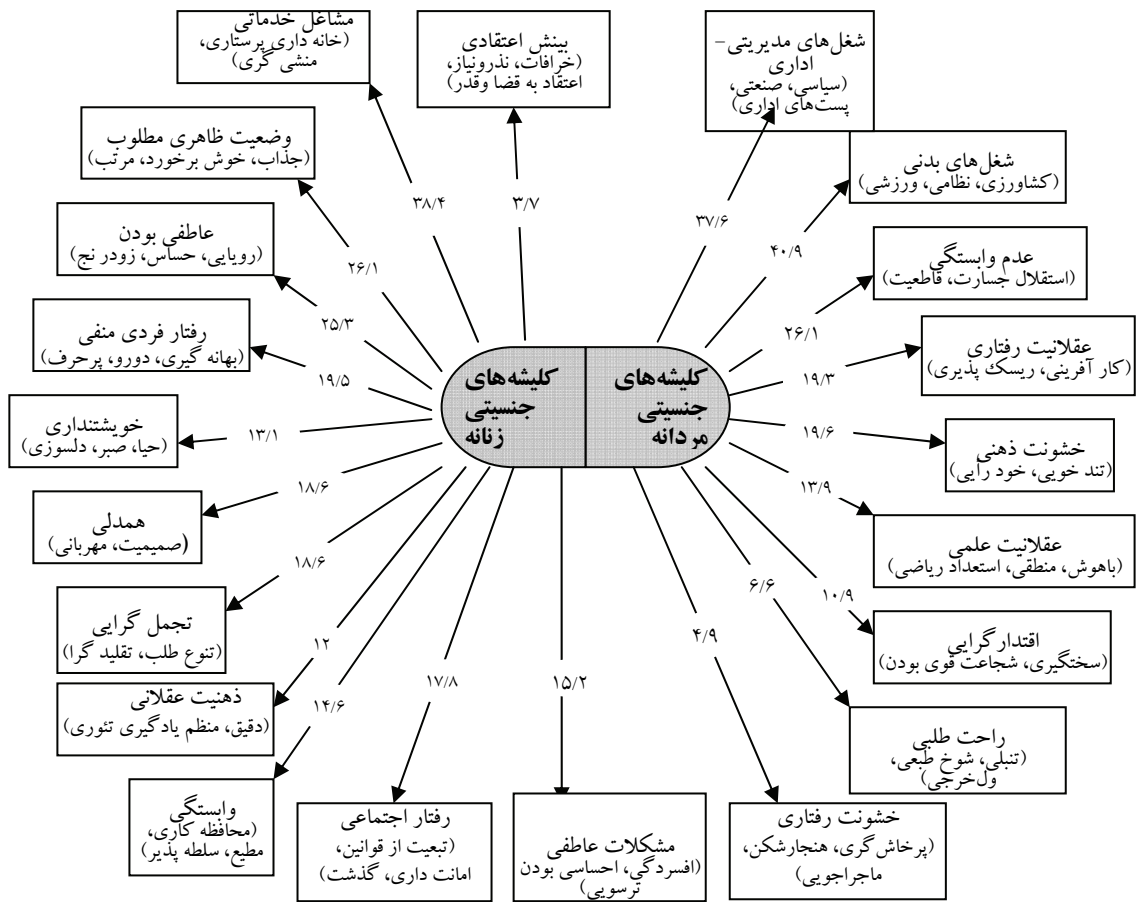 مشاغل خدماتی
(خانه داری پرستاری،
منشی گری)
بینش اعتقادی
(خرافات، نذرونیاز،
اعتقاد به قضا وقدر)
شغل‌های مدیریتی-
اداری
(سیاسی، صنعتی،
پست‌های اداری)
شغل‌های بدنی
(کشاورزی، نظامی، ورزشی)
وضعیت ظاهری مطلوب
(جذاب، خوش برخورد، مرتب)
۳۸/۴
۳/۷
۳۷/۶
۴۰/۹
عاطفی بودن
(رویایی، حساس، زودر نج)
۲۶/۱
عدم وابستگی
(استقلال جسارت، قاطعیت)
۲۶/۱
رفتار فردی منفی
(بهانه گیری، دورو، پرحرف)
۲۵/۳
عقلانیت رفتاری
(کار آفرینی، ریسک پذیری)
۱۹/۳
۱۹/۵
کلیشه‌های
جنسیتی
مردانه
کلیشه‌های
جنسیتی
زنانه
خویشتنداری
(حیا، صبر، دلسوزی)
۱۳/۱
۱۹/۶
خشونت ذهنی
(تند خویی، خود رآیی)
همدلی
(صمیمیت، مهربانی)
۱۸/۶
۱۳/۹
عقلانیت علمی
(باهوش، منطقی، استعداد ریاضی)
تجمل گرایی
(تنوع طلب، تقلید گرا)
۱۸/۶
۱۰/۹
اقتدارگرایی
(سختگیری، شجاعت قوی بودن)
ذهنیت عقلانی
(دقیق، منظم یادگیری تئوری)
۱۲
۱۴/۶
۱۷/۸
۱۵/۲
۴/۹
۶/۶
راحت طلبی
(تنبلی، شوخ طبعی،
ول‌خرجی)
وابستگی
(محافظه کاری،
مطیع، سلطه پذیر)
رفتار اجتماعی
(تبعیت از قوانین،
امانت داری، گذشت)
مشکلات عاطفی
(افسردگی، احساسی بودن
ترسویی)
خشونت رفتاری
(پرخاش‌گری، هنجارشکن،
ماجراجویی)